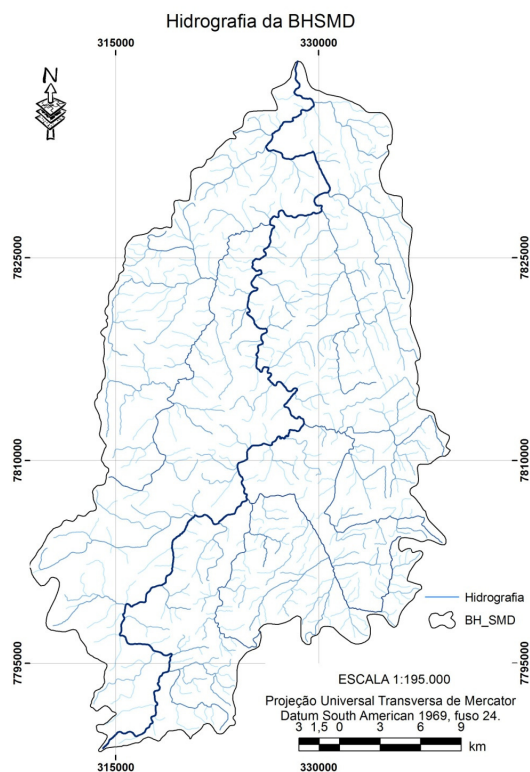 Hidrografia da BHSMD
315000 330000
N
7825000 7825000
7810000 7810000
Hidrografia
BH_SMD
7795000 7795000
ESCALA 1:195.000
Projeção Universal Transversa de Mercator
Datum South American 1969, fuso 24.
3 1,5 0 3 6 9
km
315000 330000